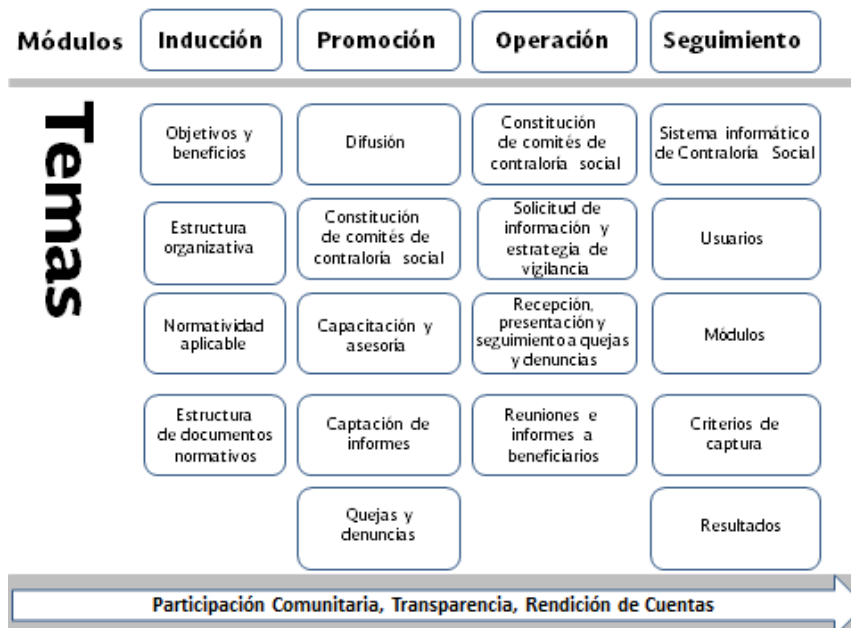 Módulos
Inducción
Promoción
Operación
Seguimiento
Temas
Objetivos y
beneficios
Difusión
Constitución
de comités de
contraloría social
Sistema informático
de Contraloría Social
Estructura
organizativa
Constitución
de comités de
contraloría social
Solicitud de
información y
estrategia de
vigilancia
Usuarios
Normatividad
aplicable
Capacitación y
asesoría
Recepción,
presentación y
seguimiento a quejas
y denuncias
Módulos
Estructura
de documentos
normativos
Captación de
informes
Reuniones e
informes a
beneficiarios
Criterios de
captura
Quejas y
denuncias
Resultados
Participación Comunitaria, Transparencia, Rendición de Cuentas